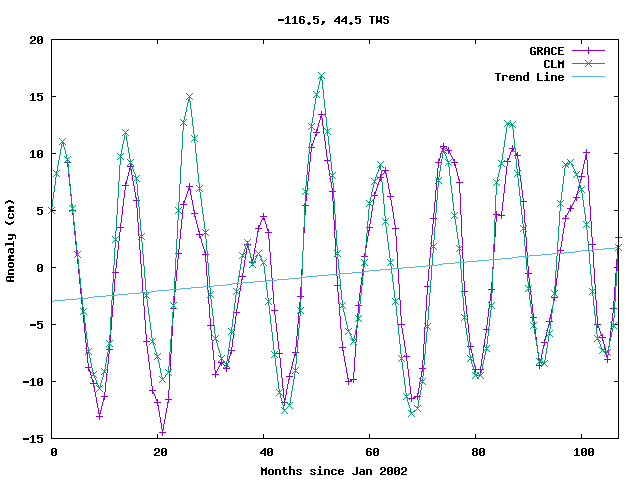 -116.5, 44.5 TWS
GRACE
CLM
Trend Line
20
15
10
5
0
-5
-10
-15
Anomaly (cm)
0 20 40 60 80 100
Months since Jan 2002